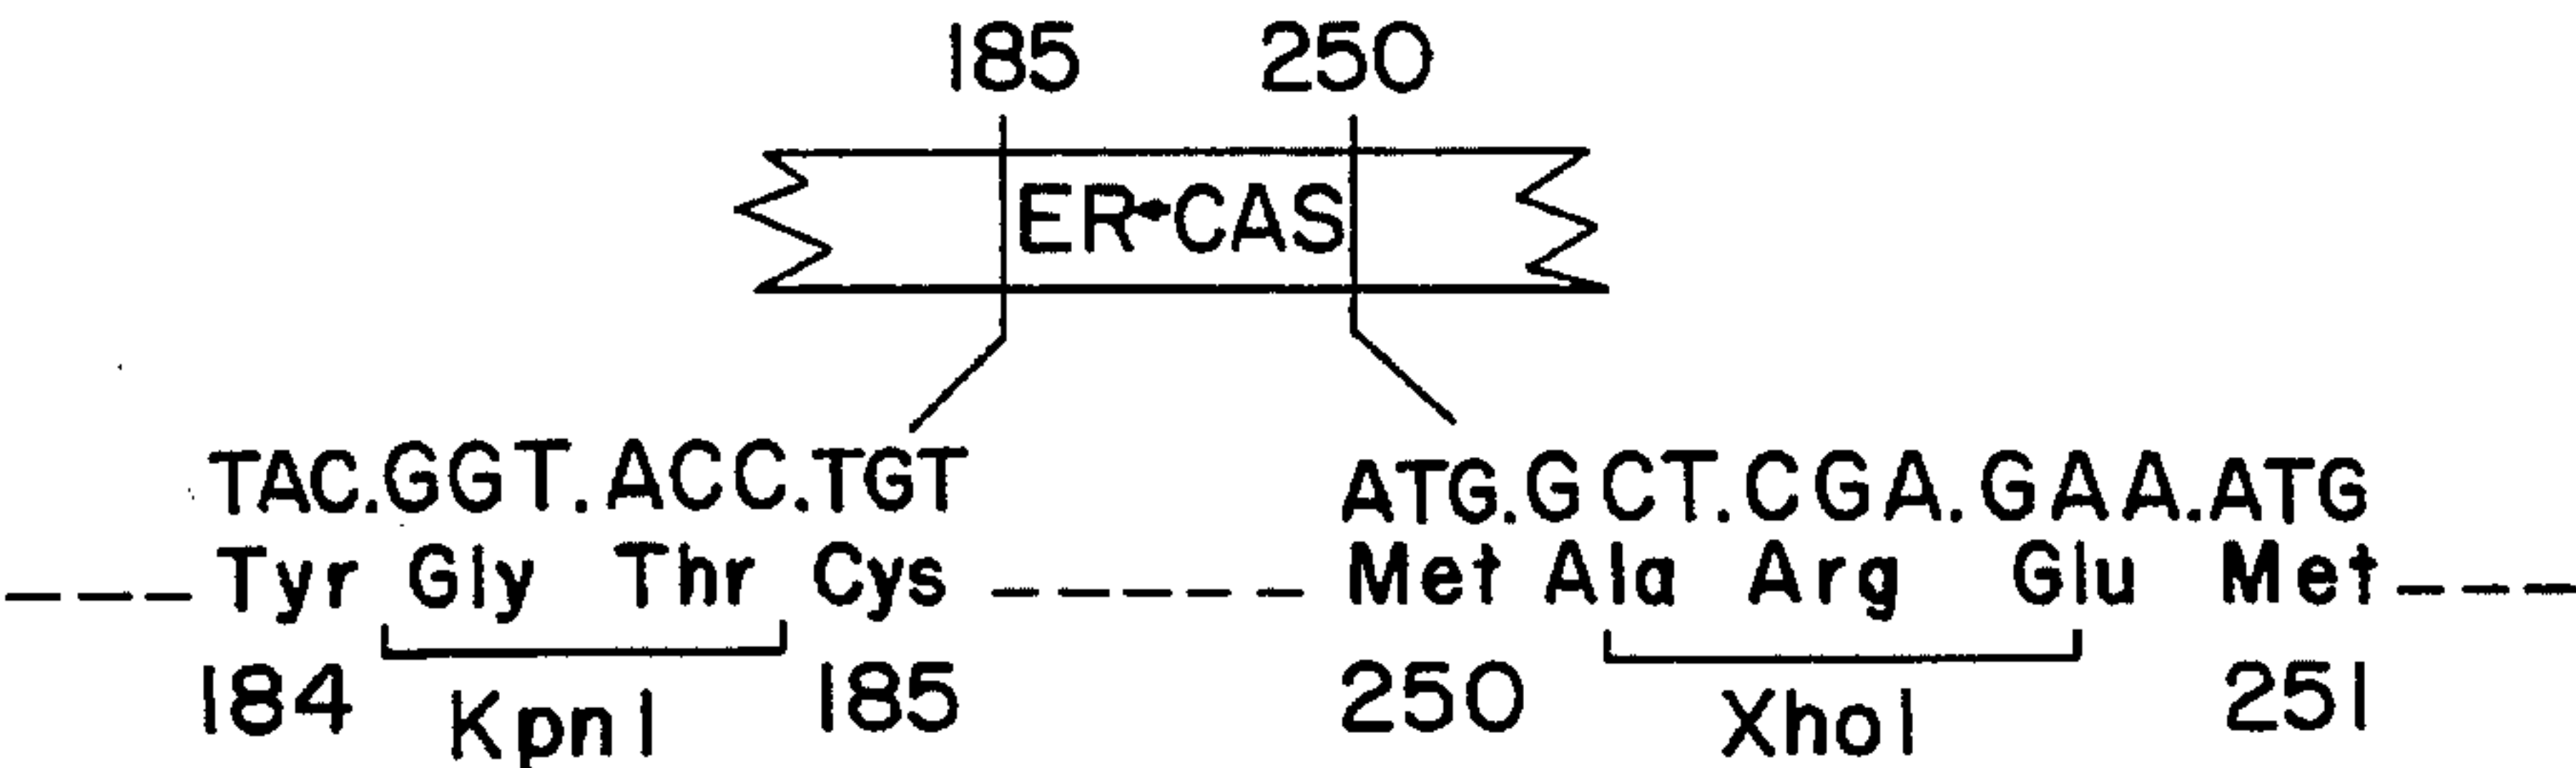 185 250
ER-CAS
TAC.GGT.ACC.TGT ATG.GCT.CGA.GAA.ATG
---Tyr Gly Thr Cys ----- Met Ala Arg Glu Met---
184 KpnI 185 250 XhoI 251